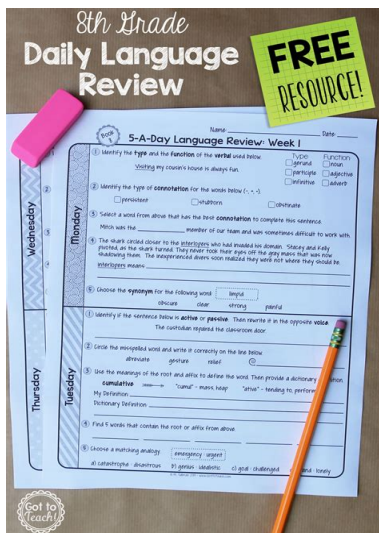 8th Grade
Daily Language
Review
FREE
RESOURCE!
Name:
Date:
Book 1
5-A-Day Language Review: Week 1
Monday
① Identify the type and the function of the verbal used below.
Visiting my cousin's house is always fun.
Type:
gerund
participle
infinitive
Function
noun
adjective
adverb
② Identify the type of connotation for the words below (-, +, ~)
persistent
stubborn
obstinate
③ Select a word from above that has the best connotation to complete this sentence.
Mitch was the member of our team and was sometimes difficult to work with.
④ The shark circled closer to the interlopers who had invaded his domain. Stacey and Kelly
pivoted, as the shark turned. They never took their eyes off the gray mass that was now
shadowing them. The inexperienced divers soon realized they were not where they should be.
interlopers means
⑤ Choose the synonym for the following word: limpid
obscure clear strong painful
Tuesday
① Identify if the sentence below is active or passive. Then rewrite it in the opposite voice.
The custodian repaired the classroom door.
② Circle the misspelled word and write it correctly on the line below
abreviate gesture relief
③ Use the meanings of the root and affix to define the word. Then provide a dictionary
cumulative "cumul" - mass, heap "ative" - tending to, perform
My Definition:
Dictionary Definition:
④ Find 5 words that contain the root or affix from above.
⑤ Choose a matching analogy: emergency : urgent
a) catastrophe : disastrous b) genius : idealistic c) goal : challenged : lonely
Wednesday
Thursday
Got to
Teach!